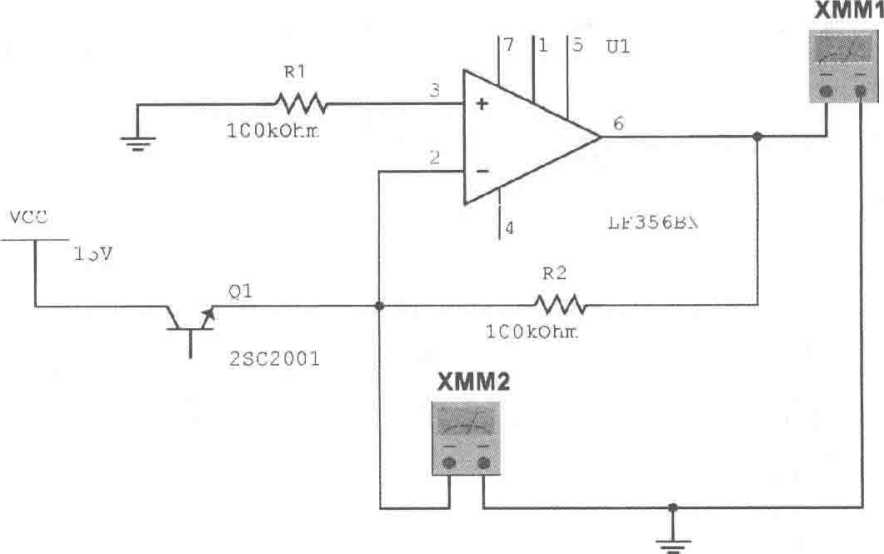 XMM1
7 1 5 U1
R1
3
+
100kOhm
6
2
−
VCC
4
LF356BN
15V
R2
Q1
100kOhm
2SC2001
XMM2